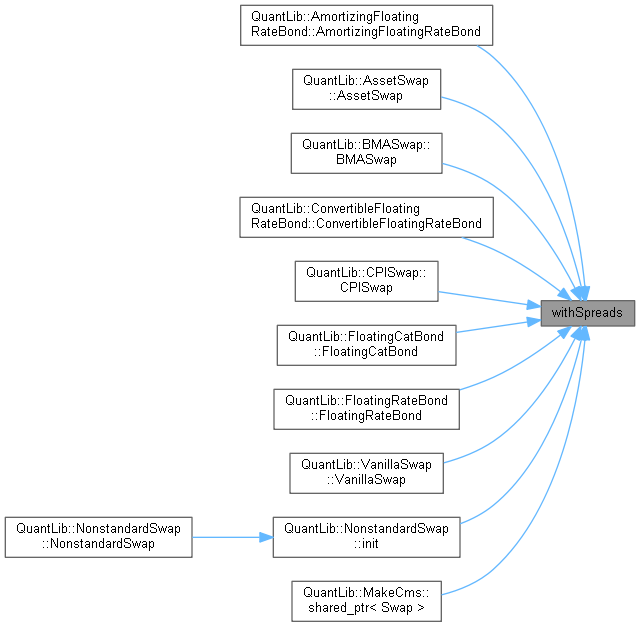 QuantLib::AmortizingFloating
RateBond::AmortizingFloatingRateBond
QuantLib::AssetSwap
::AssetSwap
QuantLib::BMASwap::
BMASwap
QuantLib::ConvertibleFloating
RateBond::ConvertibleFloatingRateBond
QuantLib::CPISwap::
CPISwap
withSpreads
QuantLib::FloatingCatBond
::FloatingCatBond
QuantLib::FloatingRateBond
::FloatingRateBond
QuantLib::VanillaSwap
::VanillaSwap
QuantLib::NonstandardSwap
::NonstandardSwap
QuantLib::NonstandardSwap
::init
QuantLib::MakeCms::
shared_ptr< Swap >